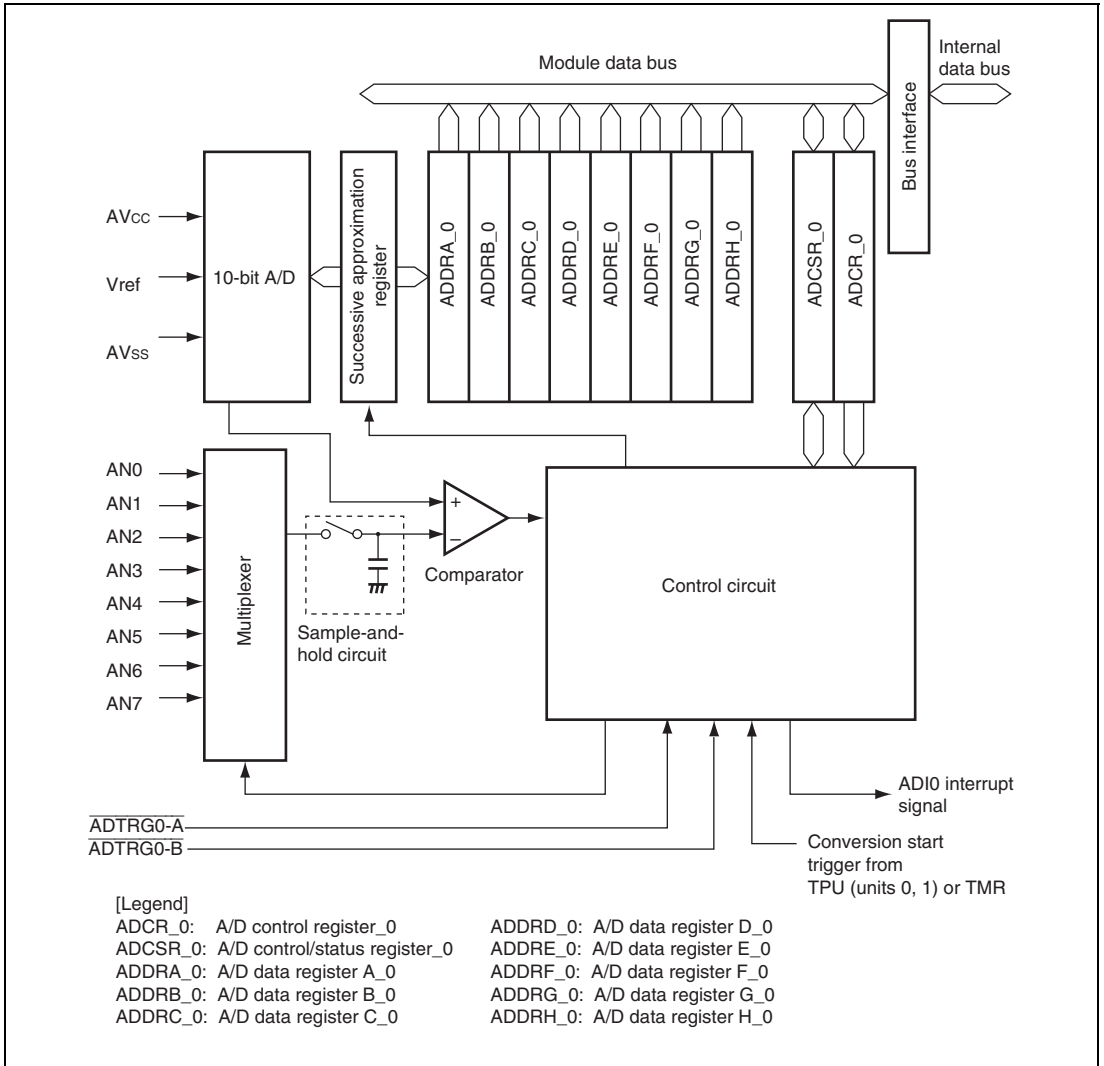 Module data bus
Internal
data bus
Bus interface
AVcc
Vref
AVss
10-bit A/D
Successive approximation
register
ADDRA_0
ADDRB_0
ADDRC_0
ADDRD_0
ADDRE_0
ADDRF_0
ADDRG_0
ADDRH_0
ADCSR_0
ADCR_0
AN0
AN1
AN2
AN3
AN4
AN5
AN6
AN7
Multiplexer
+
–
Comparator
Sample-and-
hold circuit
Control circuit
ADI0 interrupt
signal
ADTRG0-A
ADTRG0-B
Conversion start
trigger from
TPU (units 0, 1) or TMR
[Legend]
ADCR_0: A/D control register_0
ADCSR_0: A/D control/status register_0
ADDRA_0: A/D data register A_0
ADDRB_0: A/D data register B_0
ADDRC_0: A/D data register C_0
ADDRD_0: A/D data register D_0
ADDRE_0: A/D data register E_0
ADDRF_0: A/D data register F_0
ADDRG_0: A/D data register G_0
ADDRH_0: A/D data register H_0